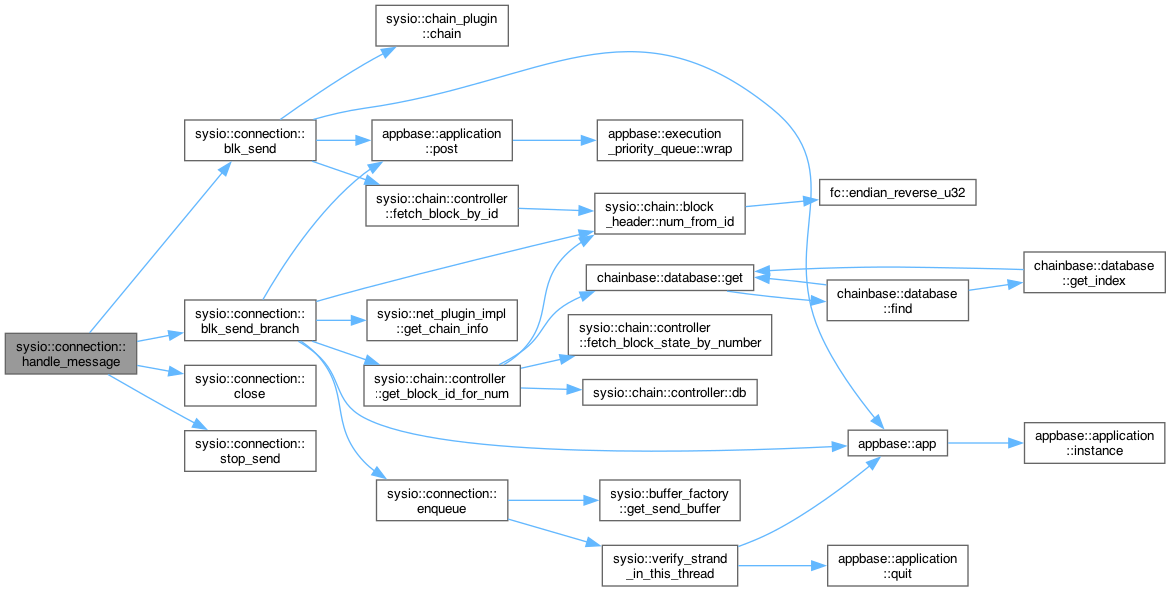 sysio::chain_plugin
::chain
sysio::connection::
blk_send
appbase::application
::post
appbase::execution
_priority_queue::wrap
sysio::chain::controller
::fetch_block_by_id
sysio::chain::block
_header::num_from_id
fc::endian_reverse_u32
chainbase::database::get
chainbase::database
::find
chainbase::database
::get_index
sysio::connection::
blk_send_branch
sysio::net_plugin_impl
::get_chain_info
sysio::chain::controller
::fetch_block_state_by_number
sysio::connection::
handle_message
sysio::connection::
close
sysio::chain::controller
::get_block_id_for_num
sysio::chain::controller::db
sysio::connection::
stop_send
appbase::app
appbase::application
::instance
sysio::connection::
enqueue
sysio::buffer_factory
::get_send_buffer
sysio::verify_strand
_in_this_thread
appbase::application
::quit